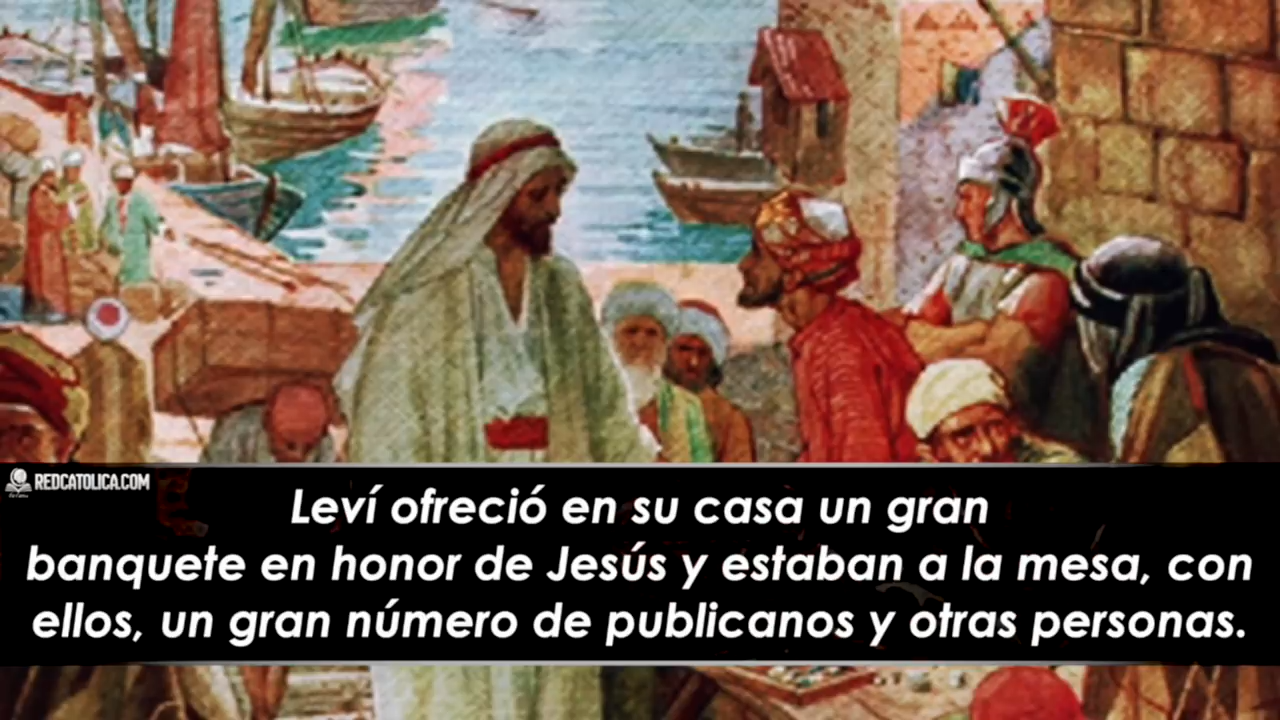 REDCATOLICA.COM
Leví ofreció en su casa un gran
banquete en honor de Jesús y estaban a la mesa, con
ellos, un gran número de publicanos y otras personas.